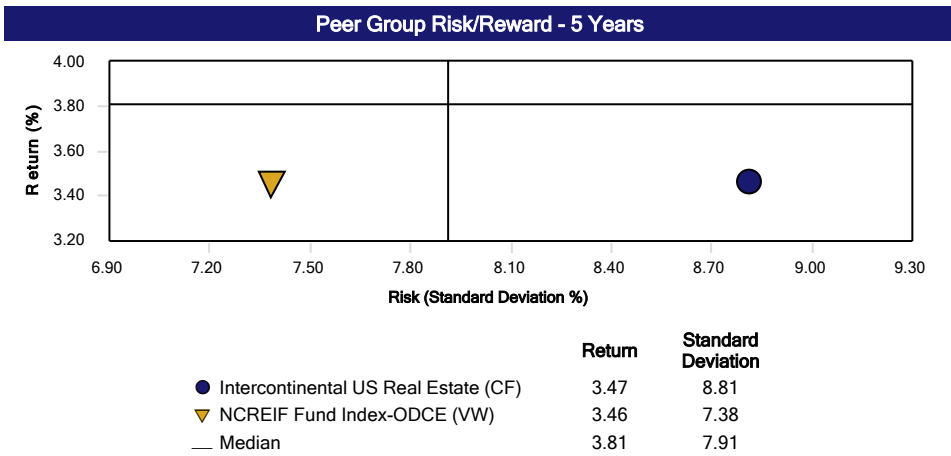 Peer Group Risk/Reward - 5 Years
4.00
3.80
3.60
3.40
3.20
Return (%)
6.90 7.20 7.50 7.80 8.10 8.40 8.70 9.00 9.30
Risk (Standard Deviation %)
Return Standard Deviation
Intercontinental US Real Estate (CF) 3.47 8.81
NCREIF Fund Index-ODCE (VW) 3.46 7.38
Median 3.81 7.91